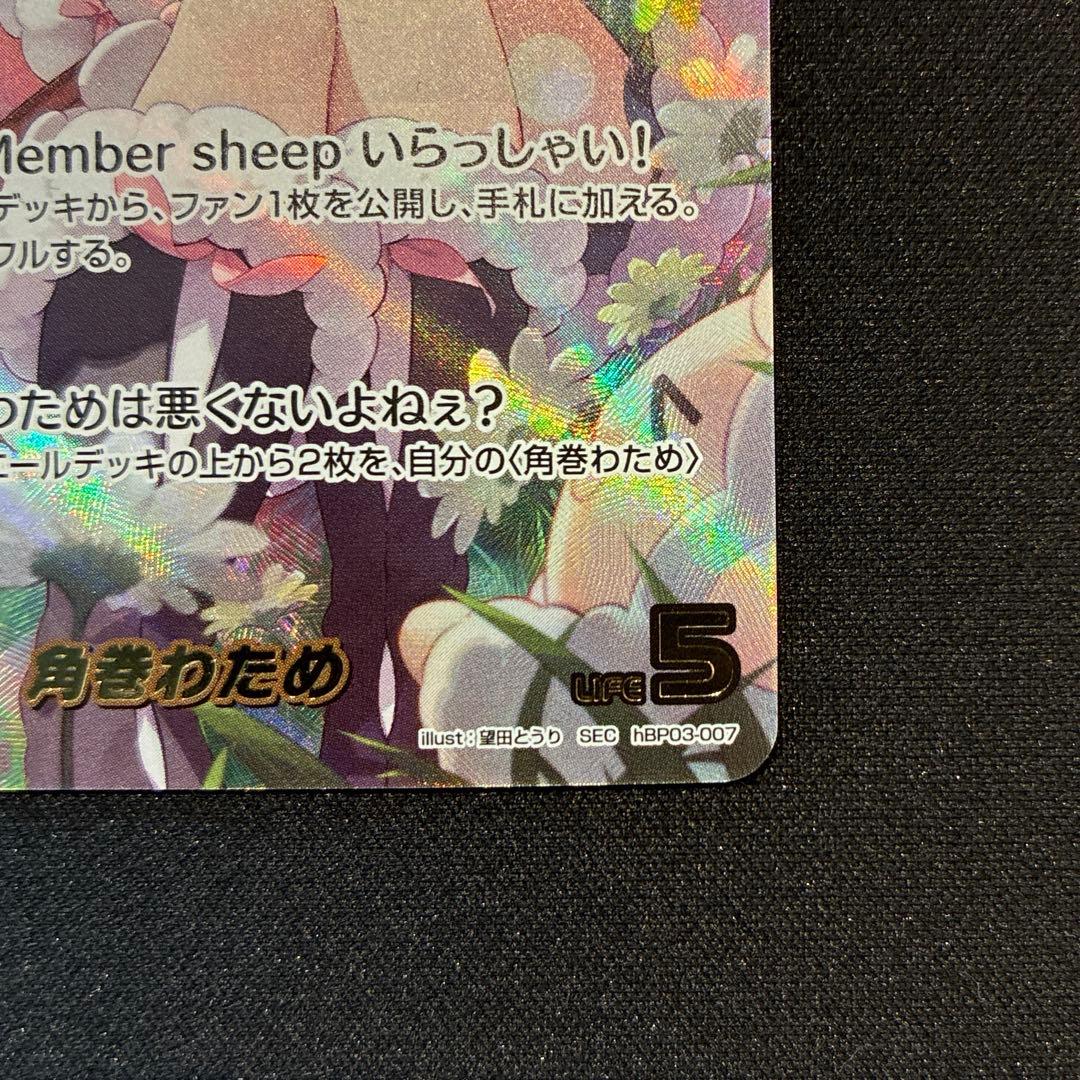 Member sheep いらっしゃい!
デッキから、ファン1枚を公開し、手札に加える。
フルする。
わためは悪くないよねぇ?
エールデッキの上から2枚を、自分の〈角巻わため〉
角巻わため
LIFE 5
illust:望田とうり SEC hBP03-007